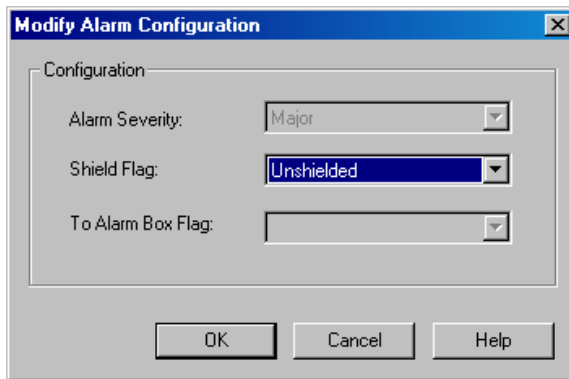 Modify Alarm Configuration
Configuration
Alarm Severity: Major
Shield Flag: Unshielded
To Alarm Box Flag:
OK Cancel Help